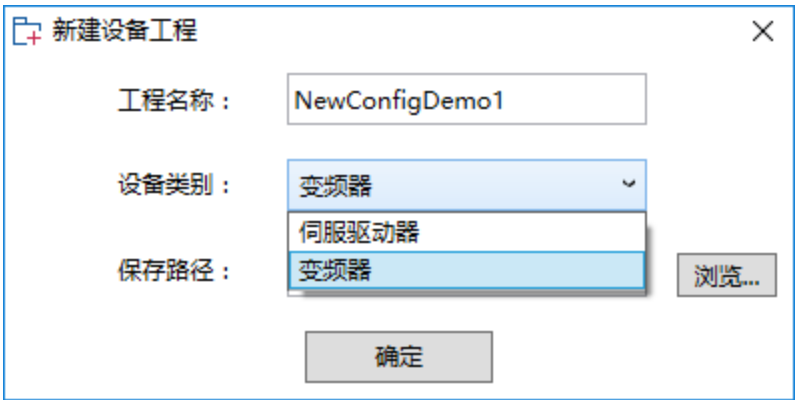 新建设备工程
工程名称：
NewConfigDemo1
设备类别：
变频器
伺服驱动器
变频器
保存路径：
浏览...
确定